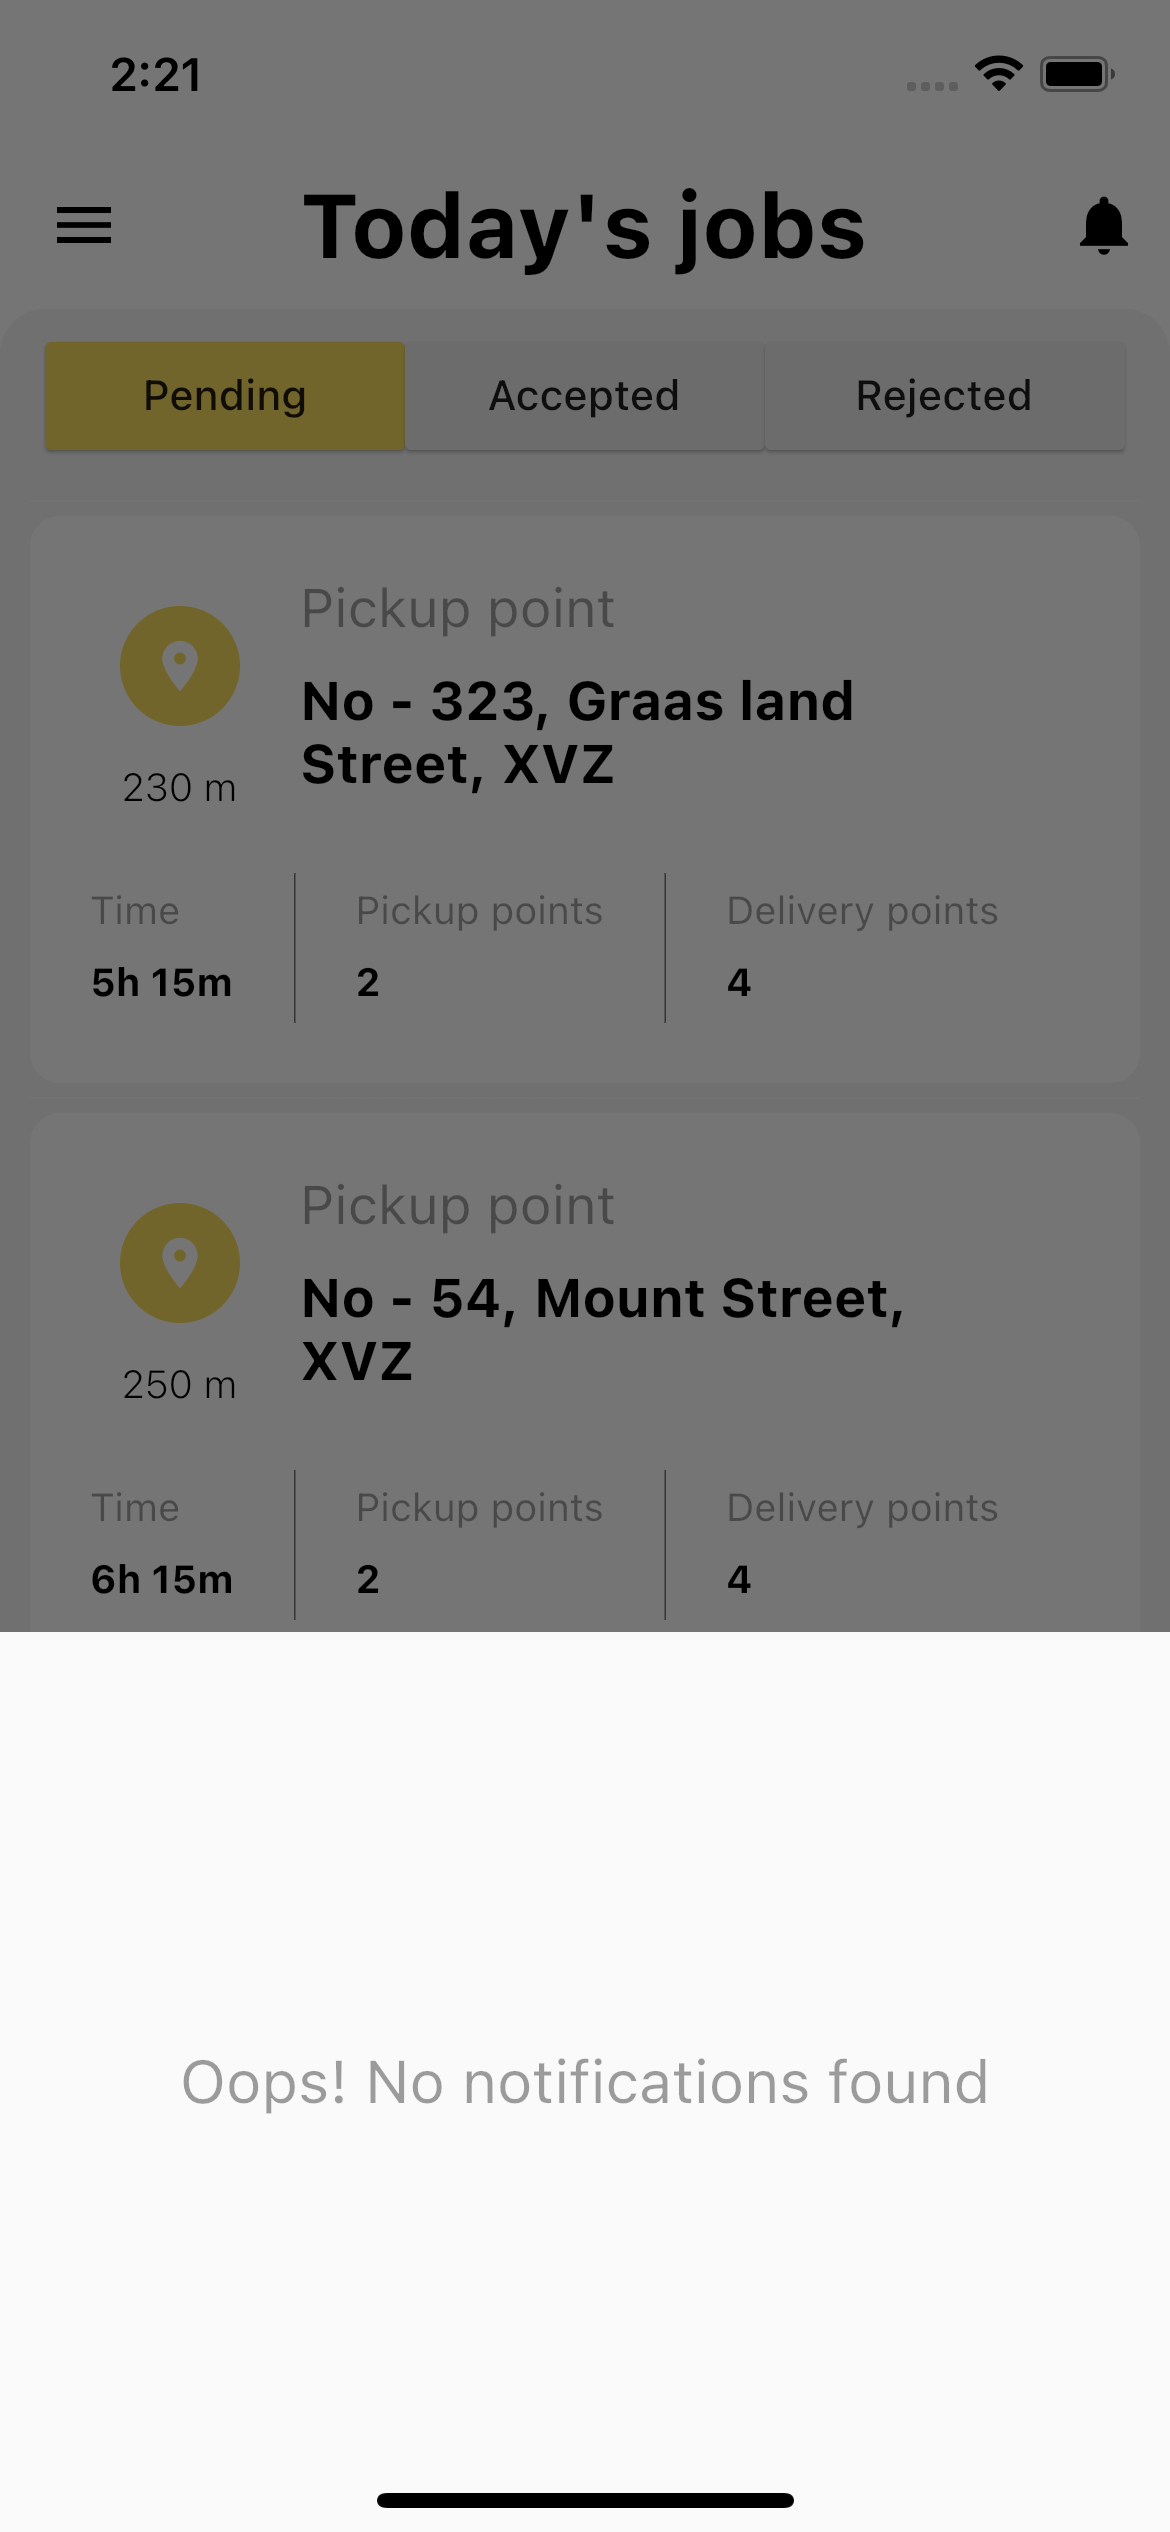 2:21
Today's jobs
Pending Accepted Rejected
Pickup point
No - 323, Graas land
Street, XVZ
230 m
Time Pickup points Delivery points
5h 15m 2 4
Pickup point
No - 54, Mount Street,
XVZ
250 m
Time Pickup points Delivery points
6h 15m 2 4
Oops! No notifications found